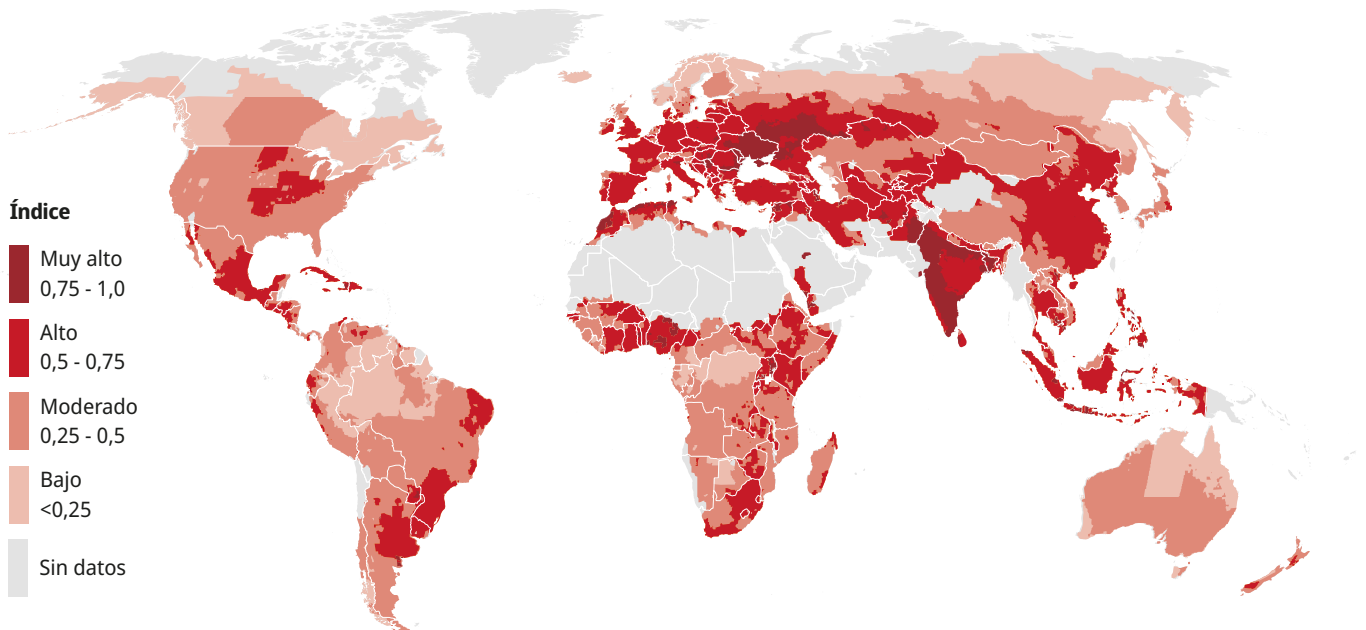 Índice
Muy alto
0,75 - 1,0
Alto
0,5 - 0,75
Moderado
0,25 - 0,5
Bajo
<0,25
Sin datos